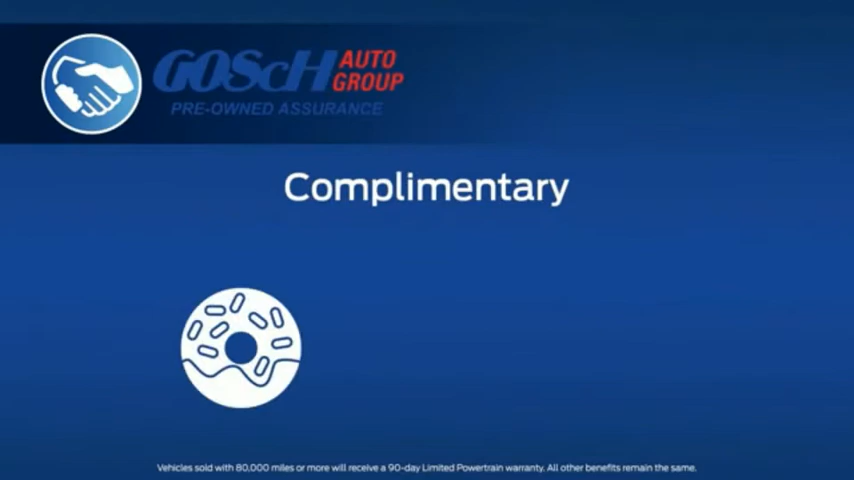 GOSCH AUTO GROUP
PRE-OWNED ASSURANCE
Complimentary
Vehicles sold with 80,000 miles or more will receive a 90-day Limited Powertrain warranty. All other benefits remain the same.